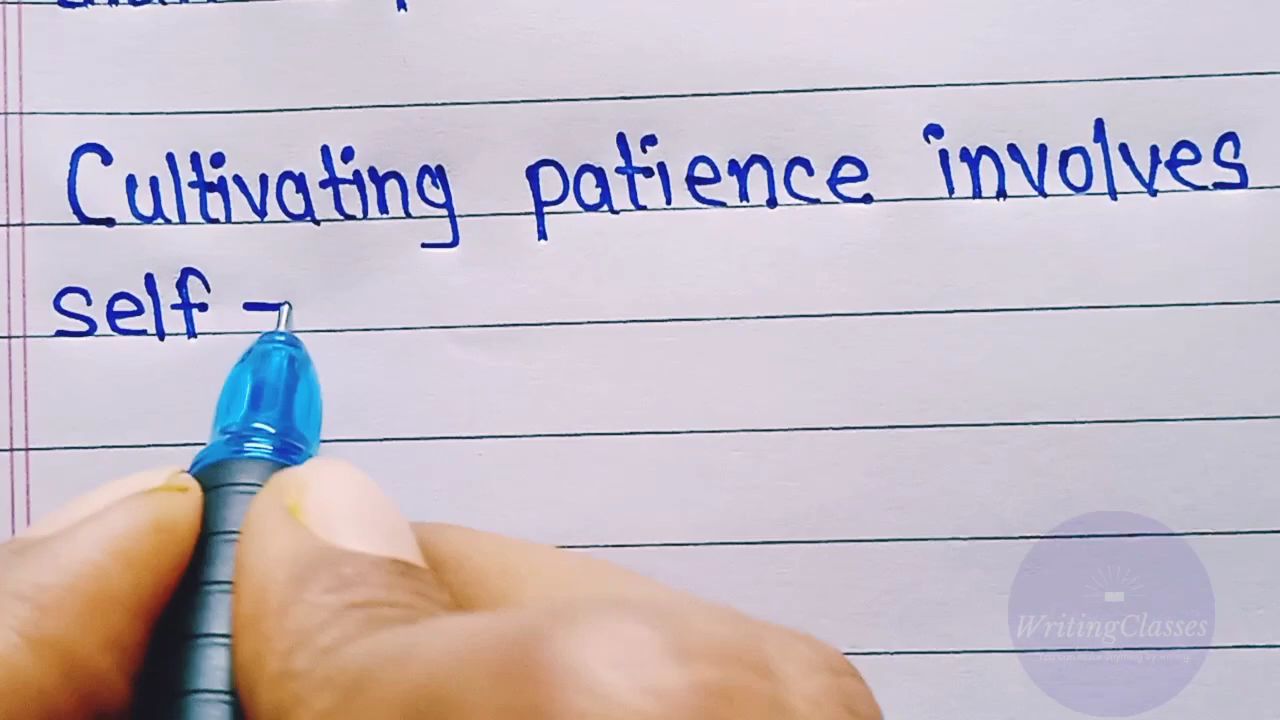 Cultivating patience involves
self -
WritingClasses